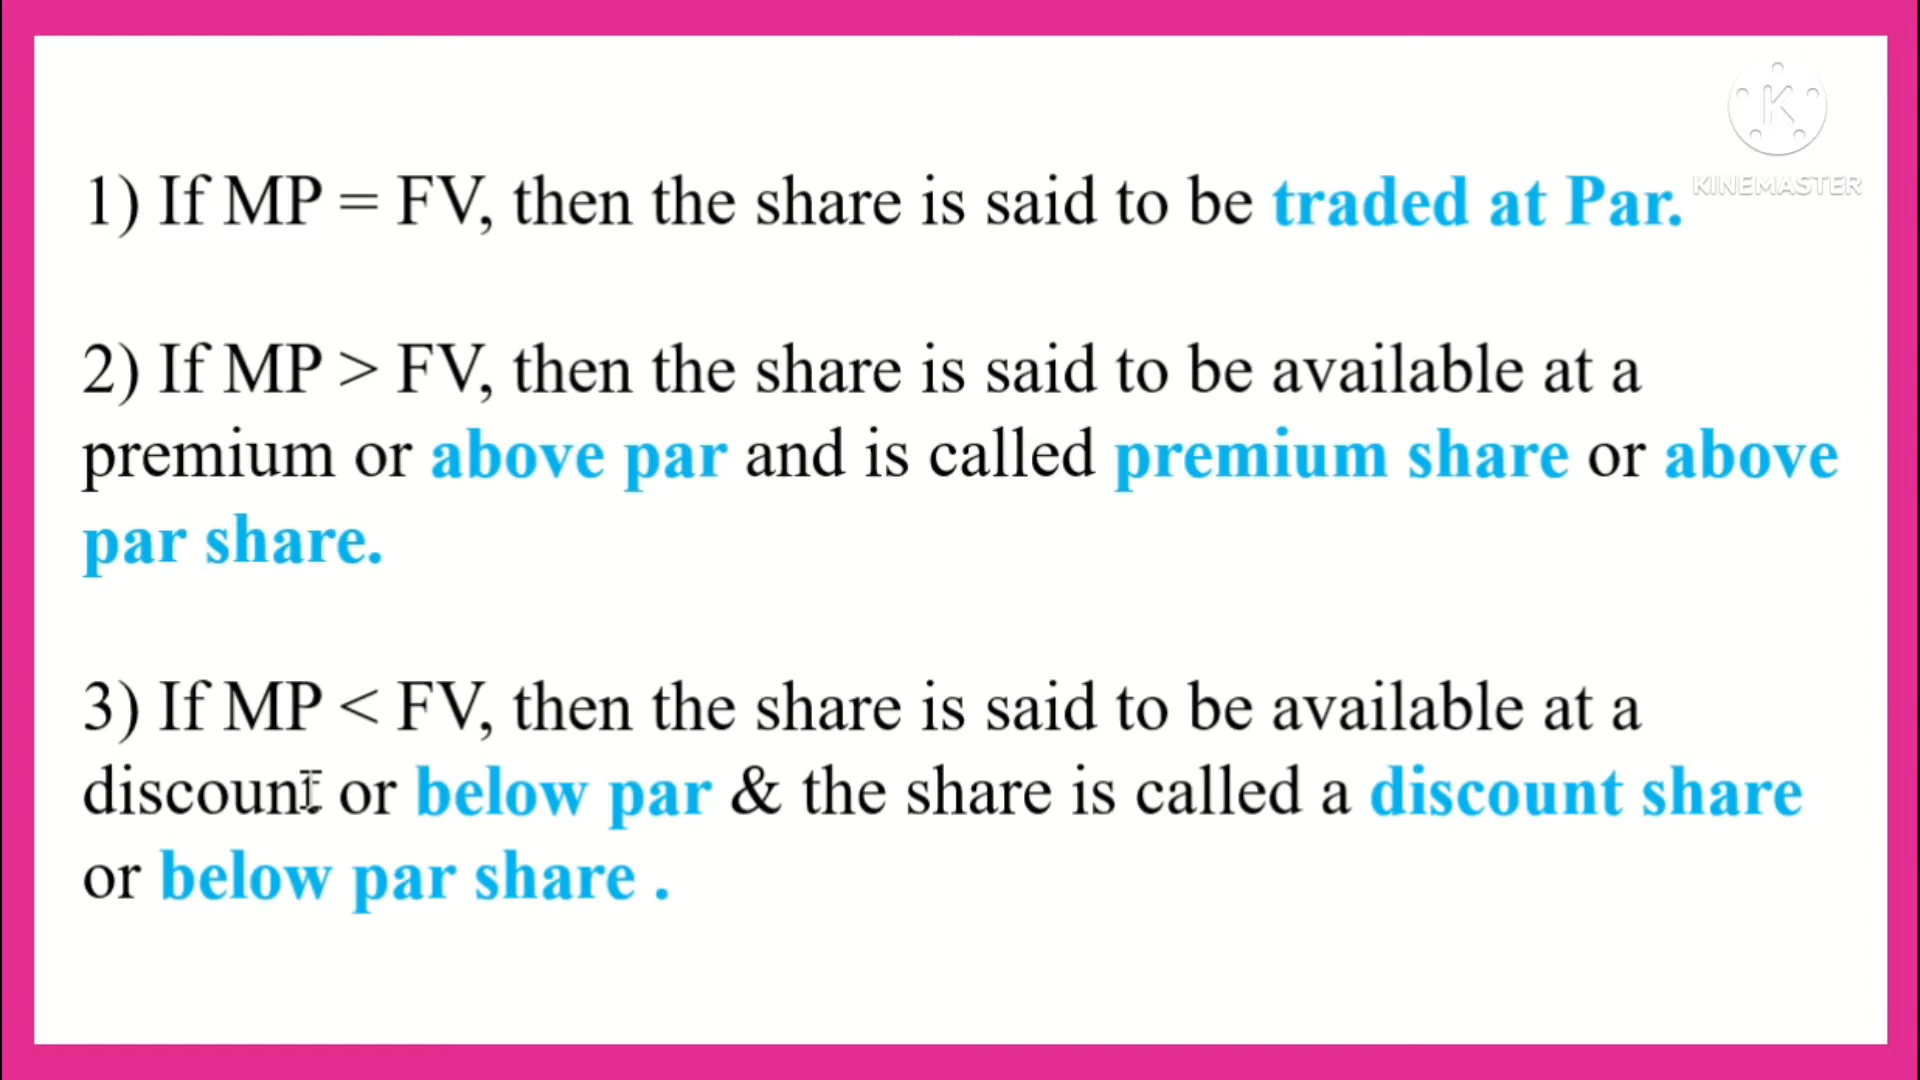 K
KINEMASTER
1) If MP = FV, then the share is said to be traded at Par.
2) If MP > FV, then the share is said to be available at a
premium or above par and is called premium share or above
par share.
3) If MP < FV, then the share is said to be available at a
discount or below par & the share is called a discount share
or below par share .